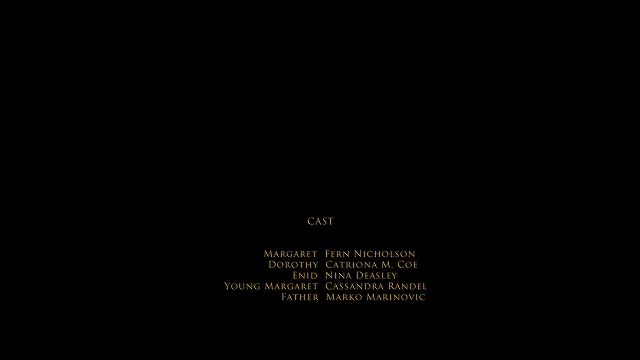 CAST
MARGARET FERN NICHOLSON
DOROTHY CATRIONA M. COE
ENID NINA DEASLEY
YOUNG MARGARET CASSANDRA RANDEL
FATHER MARKO MARINOVIC